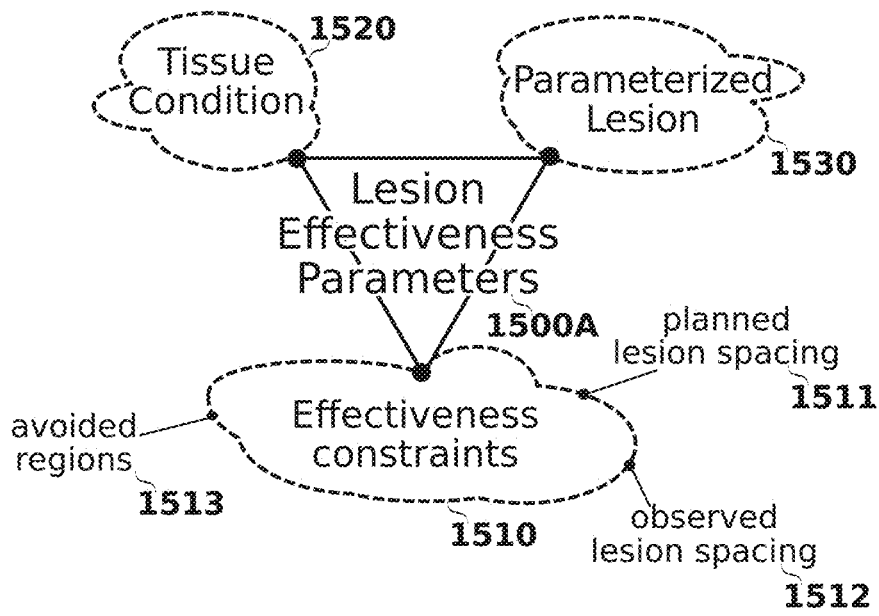 1520
Tissue
Condition
Parameterized
Lesion
1530
Lesion
Effectiveness
Parameters
1500A
planned
lesion spacing
1511
Effectiveness
constraints
avoided
regions
1513
1510
observed
lesion spacing
1512